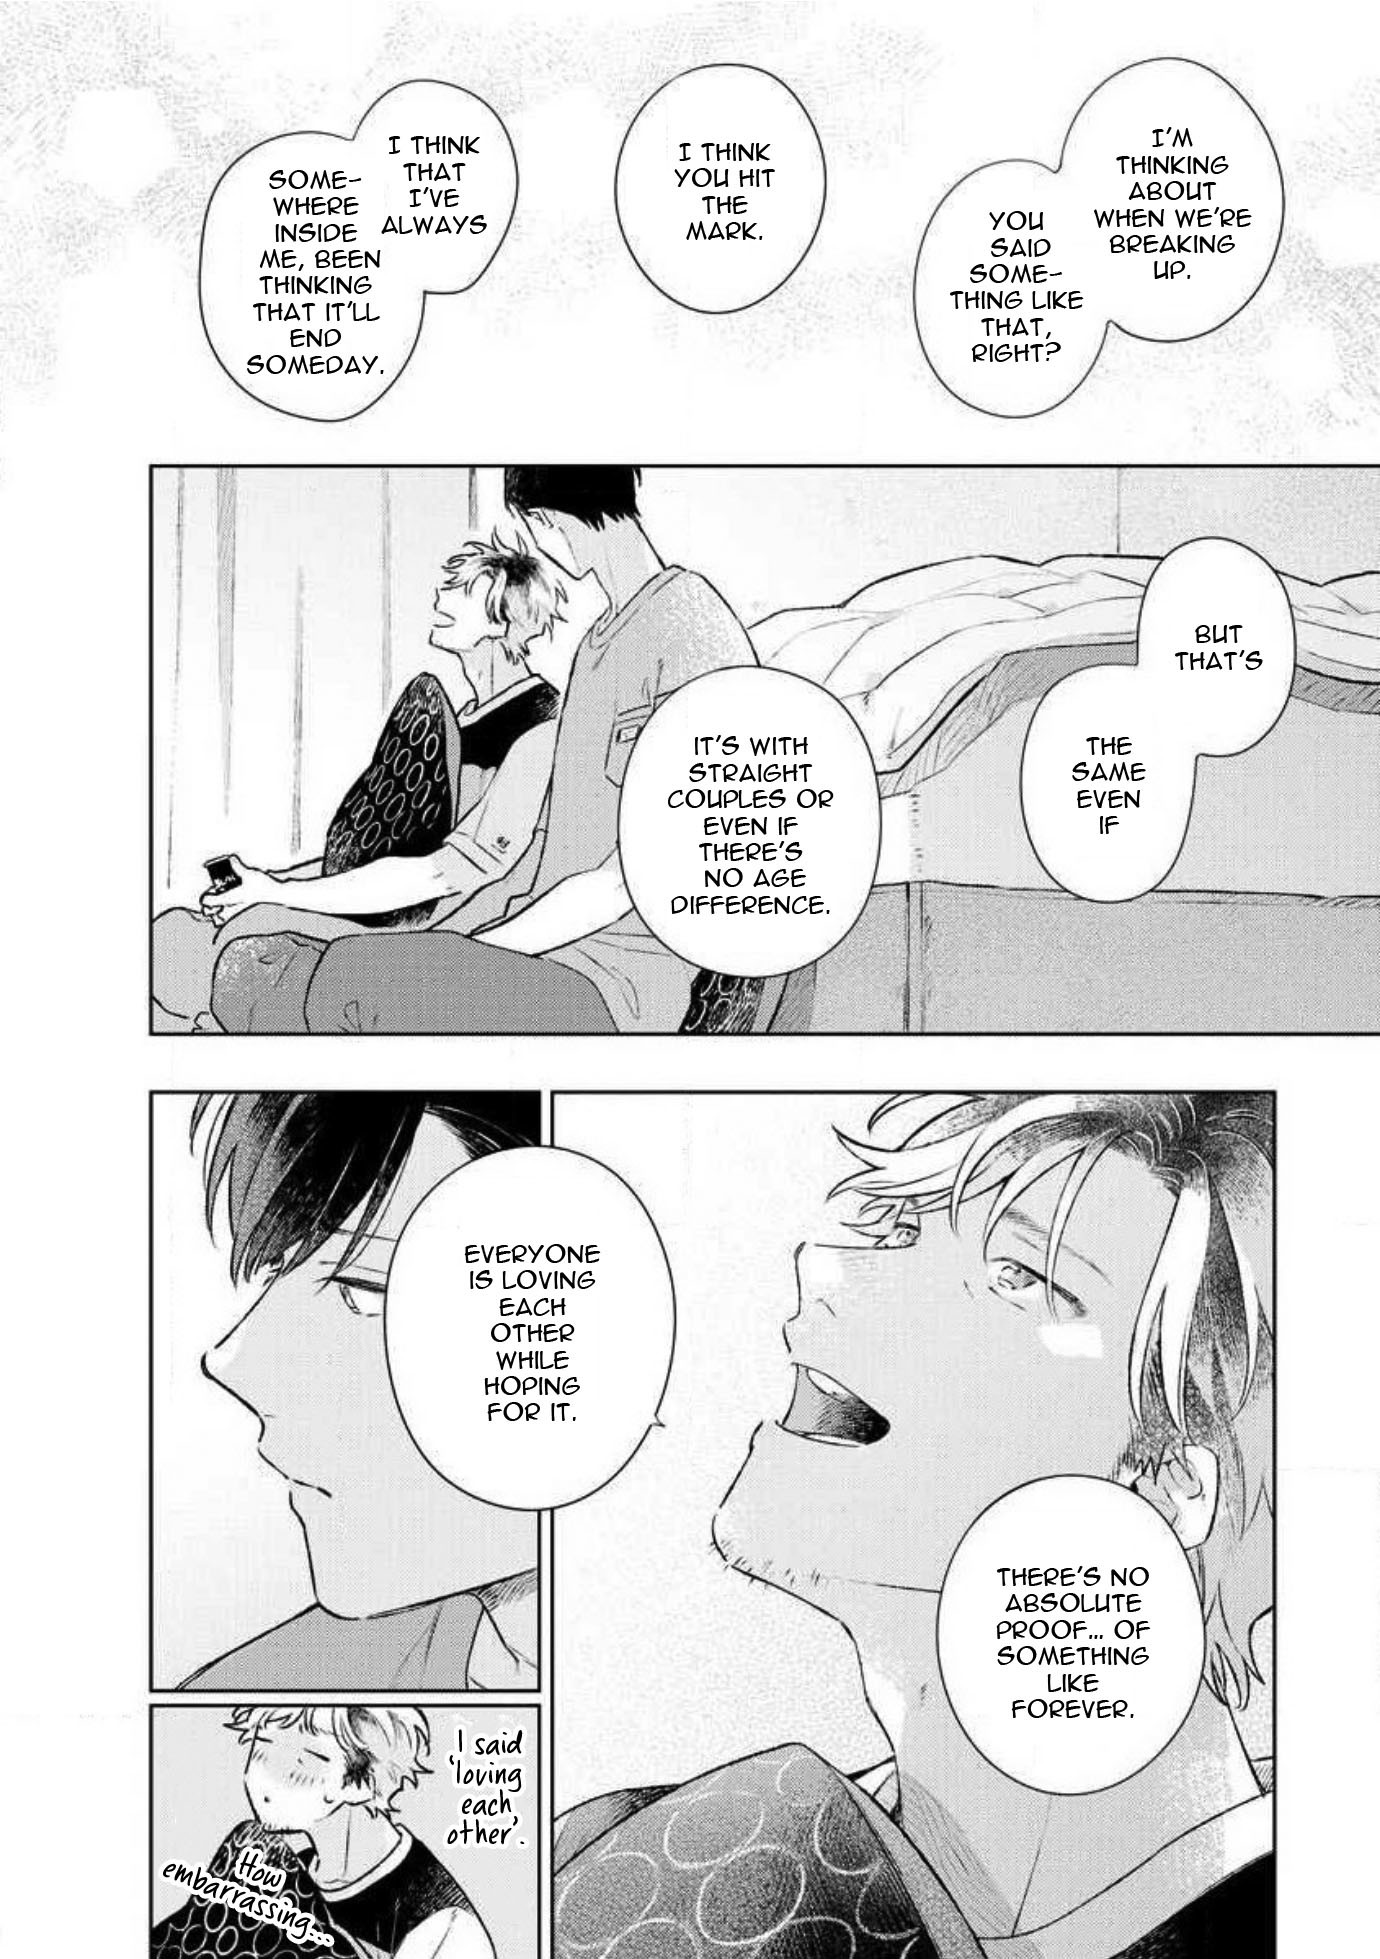 I'M
THINKING
ABOUT
WHEN WE'RE
BREAKING
UP.
YOU
SAID
SOME-
THING LIKE
THAT,
RIGHT?
I THINK
YOU HIT
THE
MARK.
I THINK
THAT
I'VE
ALWAYS
SOME-
WHERE
INSIDE
ME, BEEN
THINKING
THAT IT'LL
END
SOMEDAY.
BUT
THAT'S
THE
SAME
EVEN
IF
IT'S WITH
STRAIGHT
COUPLES OR
EVEN IF
THERE'S
NO AGE
DIFFERENCE.
THERE'S NO
ABSOLUTE
PROOF... OF
SOMETHING
LIKE
FOREVER.
EVERYONE
IS LOVING
EACH
OTHER
WHILE
HOPING
FOR IT.
I said
'loving
each
other'.
How
embarrassing...